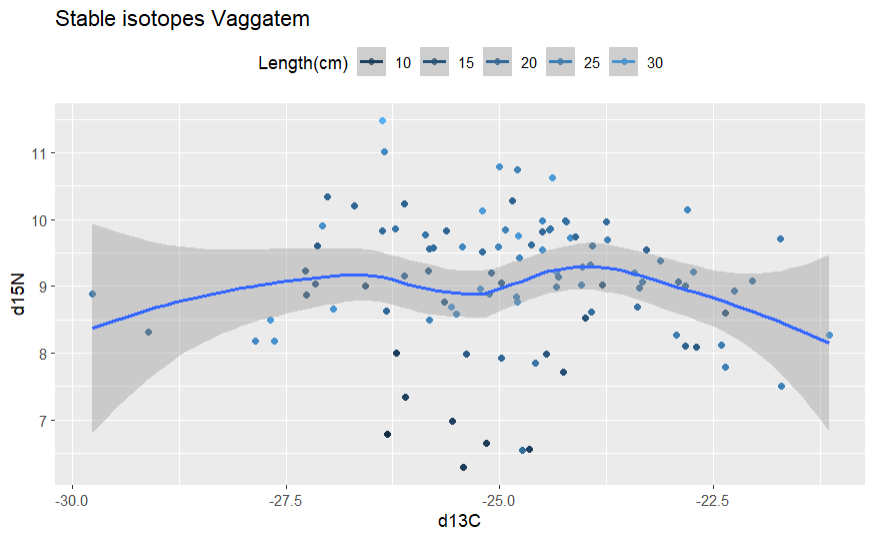 Stable isotopes Vaggatem
Length(cm) 10 15 20 25 30
11
10
9
8
7
d15N
-30.0 -27.5 -25.0 -22.5
d13C